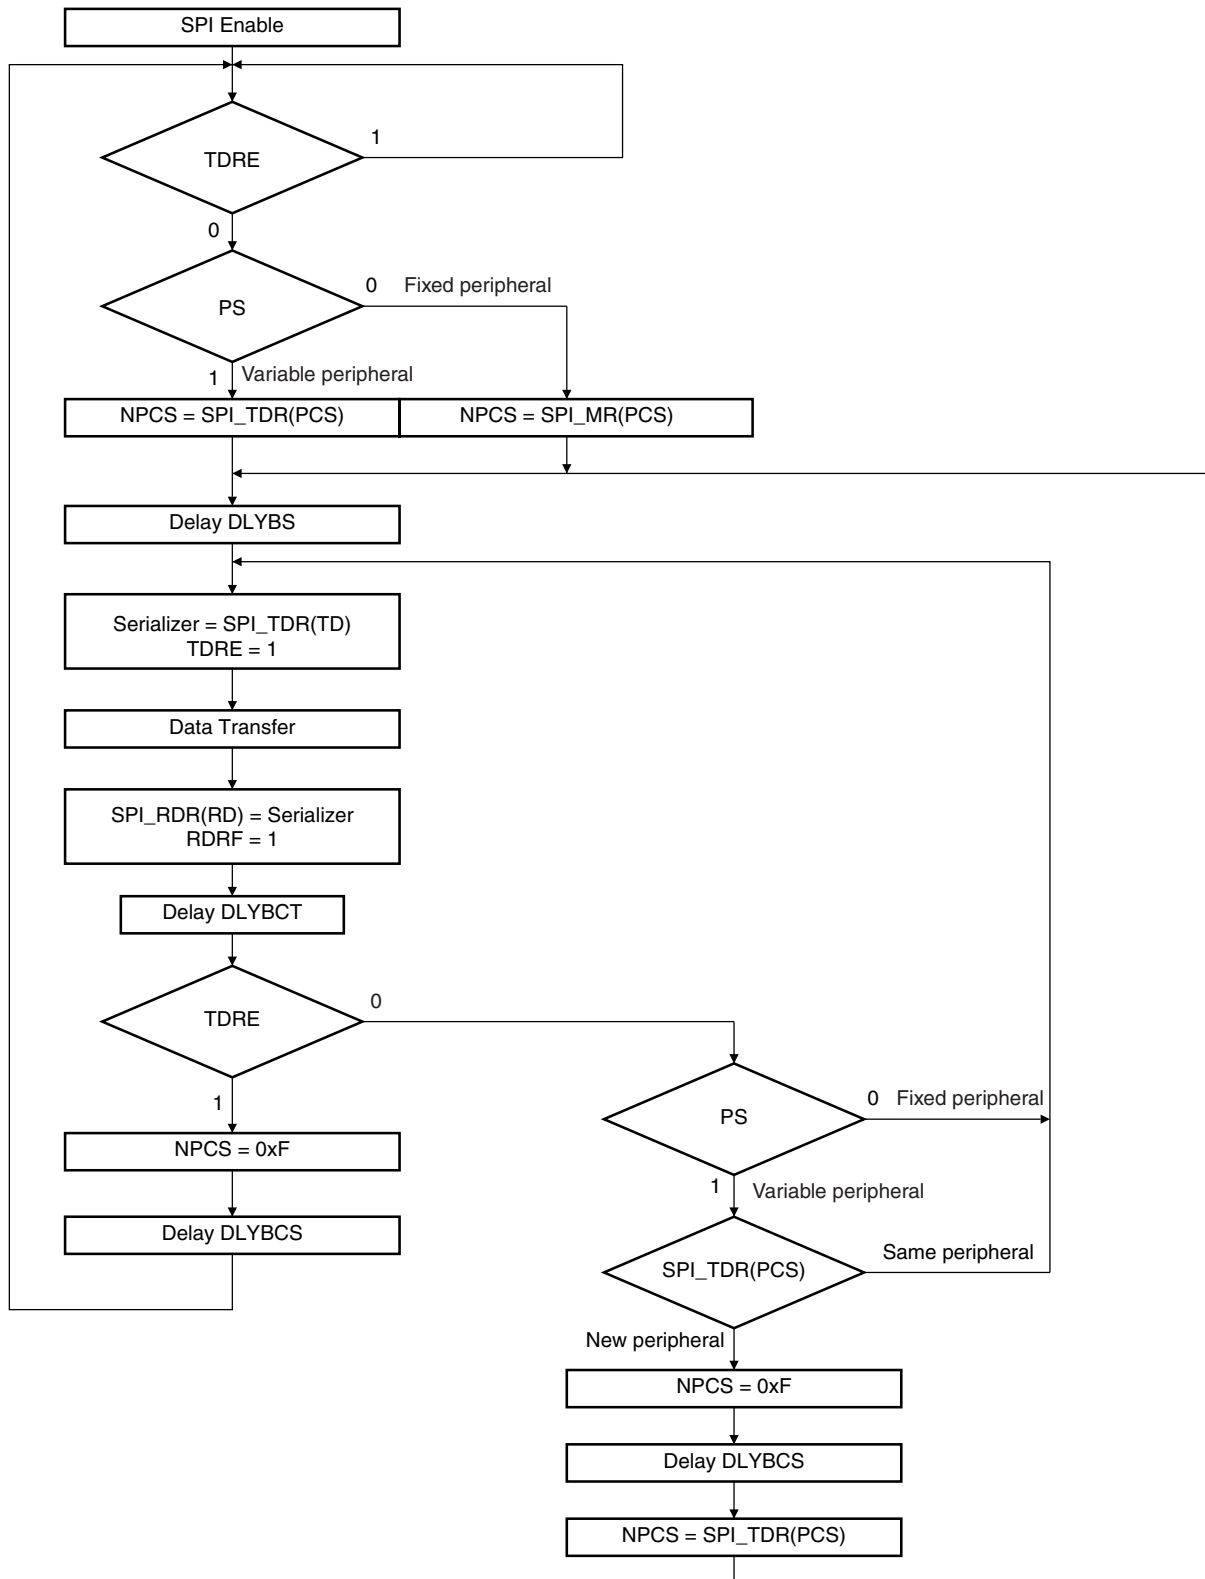 SPI Enable
TDRE
1
0
PS
0 Fixed peripheral
1 Variable peripheral
NPCS = SPI_TDR(PCS)
NPCS = SPI_MR(PCS)
Delay DLYBS
Serializer = SPI_TDR(TD)
TDRE = 1
Data Transfer
SPI_RDR(RD) = Serializer
RDRF = 1
Delay DLYBCT
TDRE
0
1
NPCS = 0xF
Delay DLYBCS
PS
0 Fixed peripheral
1 Variable peripheral
SPI_TDR(PCS)
Same peripheral
New peripheral
NPCS = 0xF
Delay DLYBCS
NPCS = SPI_TDR(PCS)